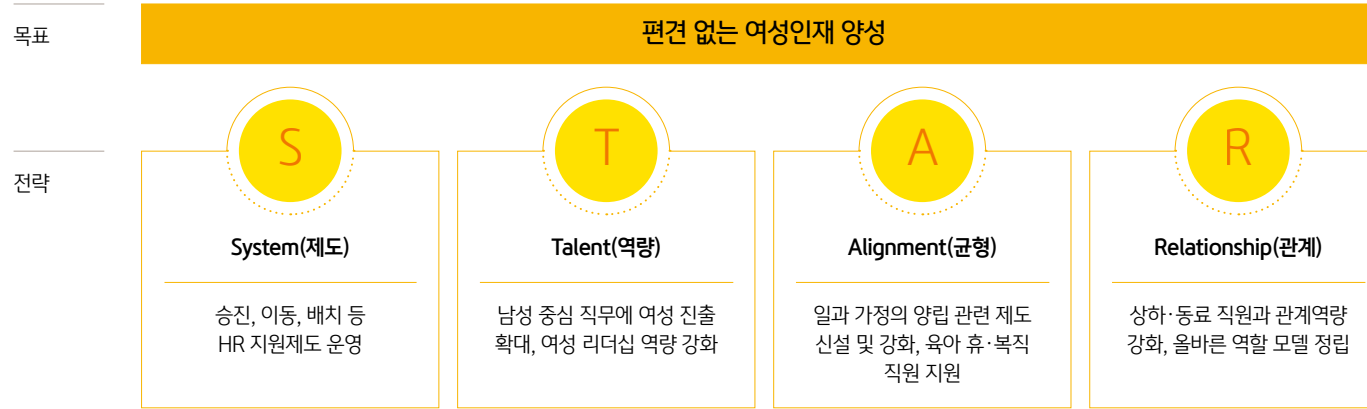 목표
편견 없는 여성인재 양성
전략
S
System(제도)
승진, 이동, 배치 등
HR 지원제도 운영
T
Talent(역량)
남성 중심 직무에 여성 진출
확대, 여성 리더십 역량 강화
A
Alignment(균형)
일과 가정의 양립 관련 제도
신설 및 강화, 육아 휴·복직
직원 지원
R
Relationship(관계)
상하·동료 직원과 관계역량
강화, 올바른 역할 모델 정립